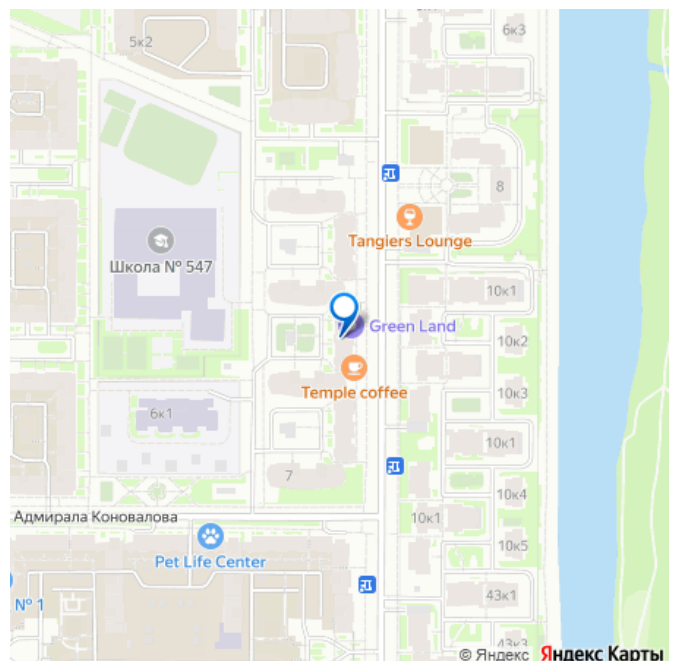 6к3
5к2
8
Tangiers Lounge
Школа № 547
10к1
Green Land
10к2
10к3
Temple coffee
6к1
10к1
7
10к4
Адмирала Коновалова
10к1
10к5
Pet Life Center
43к1
№ 1
43к3
© Яндекс Яндекс Карты